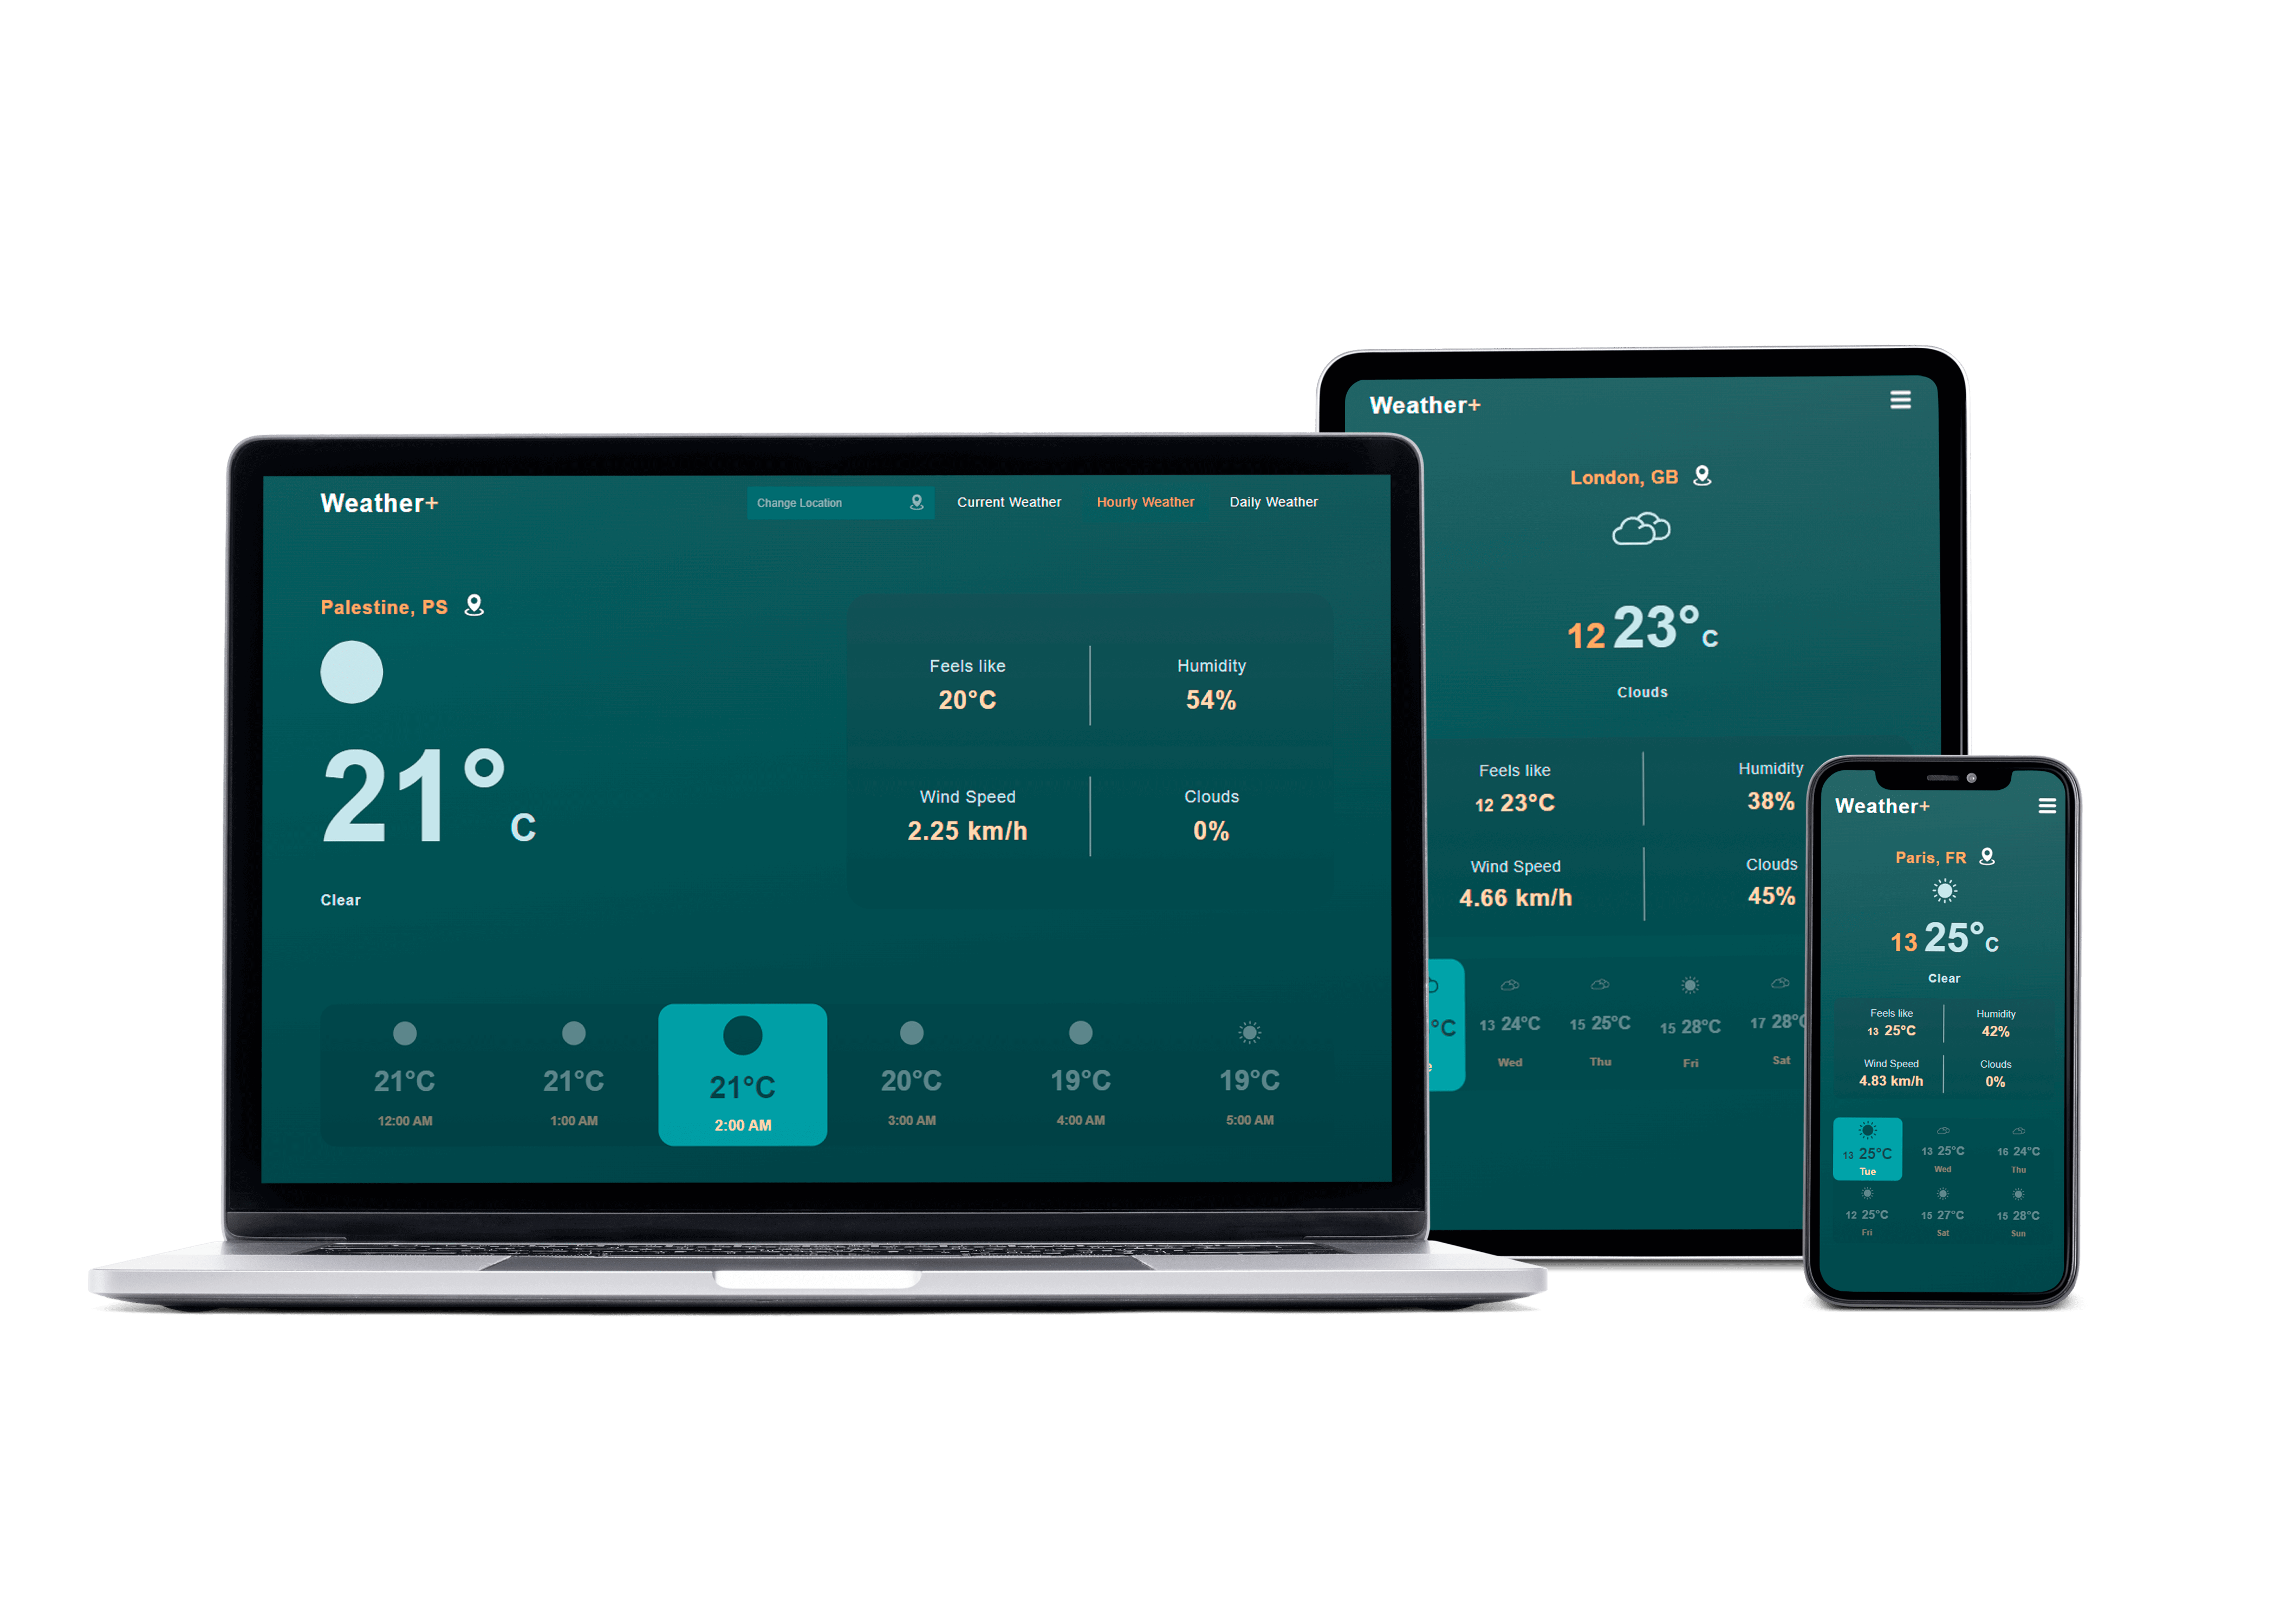 Weather+
Change Location
Current Weather
Hourly Weather
Daily Weather
Palestine, PS
21°C
Clear
Feels like
20°C
Humidity
54%
Wind Speed
2.25 km/h
Clouds
0%
21°C
12:00 AM
21°C
1:00 AM
21°C
2:00 AM
20°C
3:00 AM
19°C
4:00 AM
19°C
5:00 AM
Weather+
London, GB
12 23°C
Clouds
Feels like
12 23°C
Humidity
38%
Wind Speed
4.66 km/h
Clouds
45%
°C
e
13 24°C
Wed
15 25°C
Thu
15 28°C
Fri
17 28°C
Sat
Weather+
Paris, FR
13 25°C
Clear
Feels like
13 25°C
Humidity
42%
Wind Speed
4.83 km/h
Clouds
0%
13 25°C
Tue
13 25°C
Wed
16 24°C
Thu
12 25°C
Fri
15 27°C
Sat
15 28°C
Sun